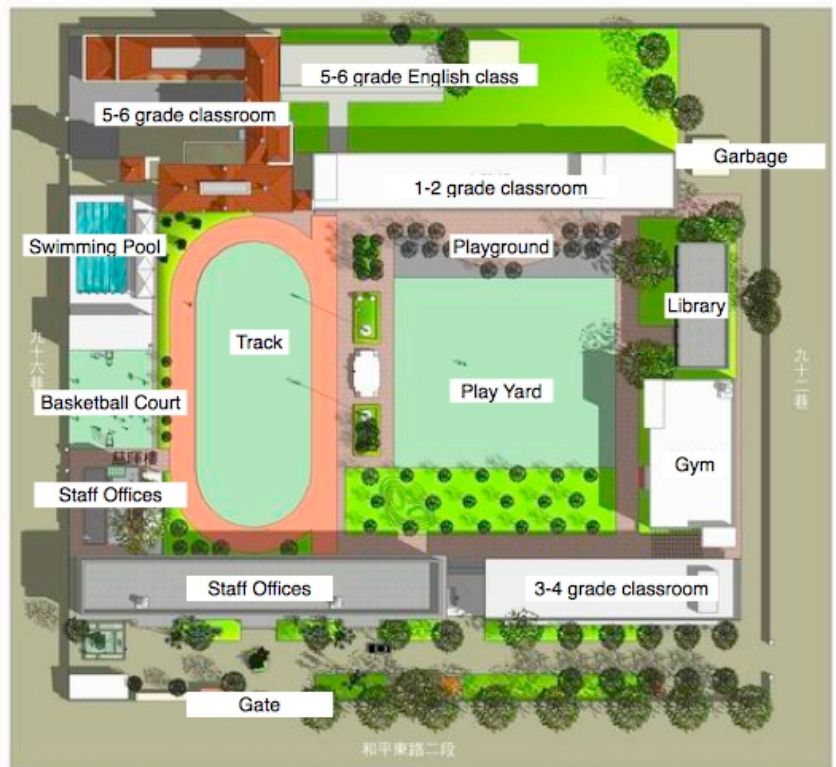 5-6 grade English class
5-6 grade classroom
Garbage
1-2 grade classroom
Swimming Pool
Playground
Library
Track
九十六巷
九十二巷
Play Yard
Basketball Court
Gym
Staff Offices
Staff Offices
3-4 grade classroom
Gate
和平東路二段